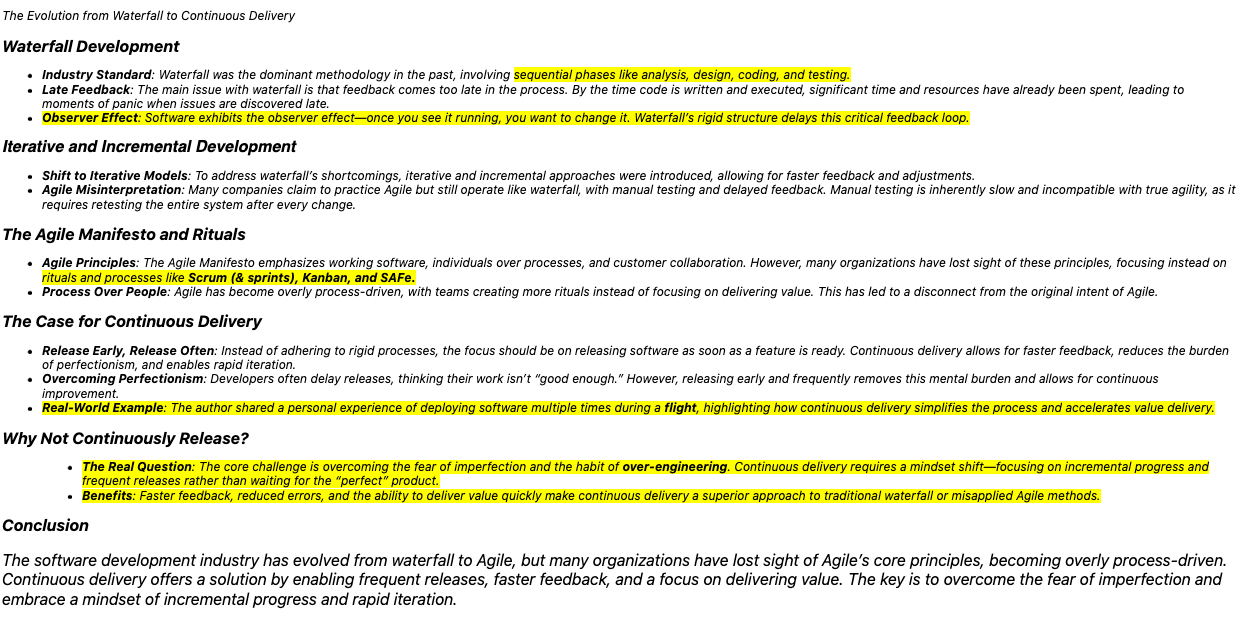 The Evolution from Waterfall to Continuous Delivery
Waterfall Development
• Industry Standard: Waterfall was the dominant methodology in the past, involving sequential phases like analysis, design, coding, and testing.
• Late Feedback: The main issue with waterfall is that feedback comes too late in the process. By the time code is written and executed, significant time and resources have already been spent, leading to
moments of panic when issues are discovered late.
• Observer Effect: Software exhibits the observer effect—once you see it running, you want to change it. Waterfall’s rigid structure delays this critical feedback loop.
Iterative and Incremental Development
• Shift to Iterative Models: To address waterfall’s shortcomings, iterative and incremental approaches were introduced, allowing for faster feedback and adjustments.
• Agile Misinterpretation: Many companies claim to practice Agile but still operate like waterfall, with manual testing and delayed feedback. Manual testing is inherently slow and incompatible with true agility, as it
requires retesting the entire system after every change.
The Agile Manifesto and Rituals
• Agile Principles: The Agile Manifesto emphasizes working software, individuals over processes, and customer collaboration. However, many organizations have lost sight of these principles, focusing instead on
rituals and processes like Scrum (& sprints), Kanban, and SAFe.
• Process Over People: Agile has become overly process-driven, with teams creating more rituals instead of focusing on delivering value. This has led to a disconnect from the original intent of Agile.
The Case for Continuous Delivery
• Release Early, Release Often: Instead of adhering to rigid processes, the focus should be on releasing software as soon as a feature is ready. Continuous delivery allows for faster feedback, reduces the burden
of perfectionism, and enables rapid iteration.
• Overcoming Perfectionism: Developers often delay releases, thinking their work isn’t “good enough.” However, releasing early and frequently removes this mental burden and allows for continuous
improvement.
• Real-World Example: The author shared a personal experience of deploying software multiple times during a flight, highlighting how continuous delivery simplifies the process and accelerates value delivery.
Why Not Continuously Release?
• The Real Question: The core challenge is overcoming the fear of imperfection and the habit of over-engineering. Continuous delivery requires a mindset shift—focusing on incremental progress and
frequent releases rather than waiting for the “perfect” product.
• Benefits: Faster feedback, reduced errors, and the ability to deliver value quickly make continuous delivery a superior approach to traditional waterfall or misapplied Agile methods.
Conclusion
The software development industry has evolved from waterfall to Agile, but many organizations have lost sight of Agile’s core principles, becoming overly process-driven.
Continuous delivery offers a solution by enabling frequent releases, faster feedback, and a focus on delivering value. The key is to overcome the fear of imperfection and
embrace a mindset of incremental progress and rapid iteration.